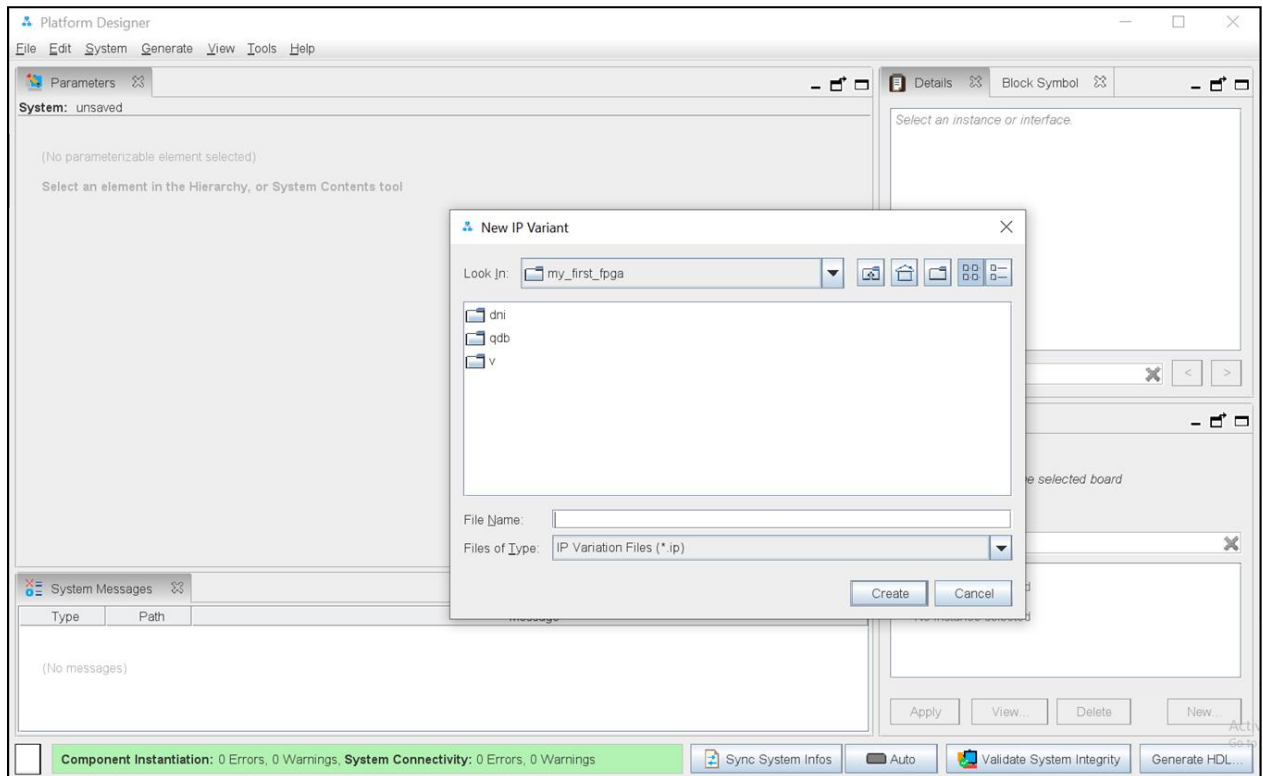 Platform Designer
File Edit System Generate View Tools Help
Parameters
System: unsaved
(No parameterizable element selected)
Select an element in the Hierarchy, or System Contents tool
Details Block Symbol
Select an instance or interface.
New IP Variant
Look In: my_first_fpga
dni
qdb
v
File Name:
Files of Type: IP Variation Files (*.ip)
Create Cancel
< >
selected board
System Messages
Type Path
(No messages)
Apply View... Delete New...
Component Instantiation: 0 Errors, 0 Warnings, System Connectivity: 0 Errors, 0 Warnings
Sync System Infos Auto Validate System Integrity Generate HDL...
Go to